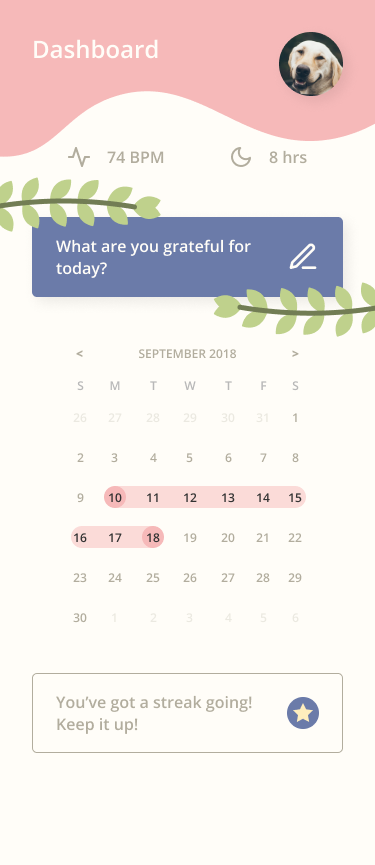 Dashboard
74 BPM 8 hrs
What are you grateful for
today?
< SEPTEMBER 2018 >
S M T W T F S
26 27 28 29 30 31 1
2 3 4 5 6 7 8
9 10 11 12 13 14 15
16 17 18 19 20 21 22
23 24 25 26 27 28 29
30 1 2 3 4 5 6
You’ve got a streak going!
Keep it up!